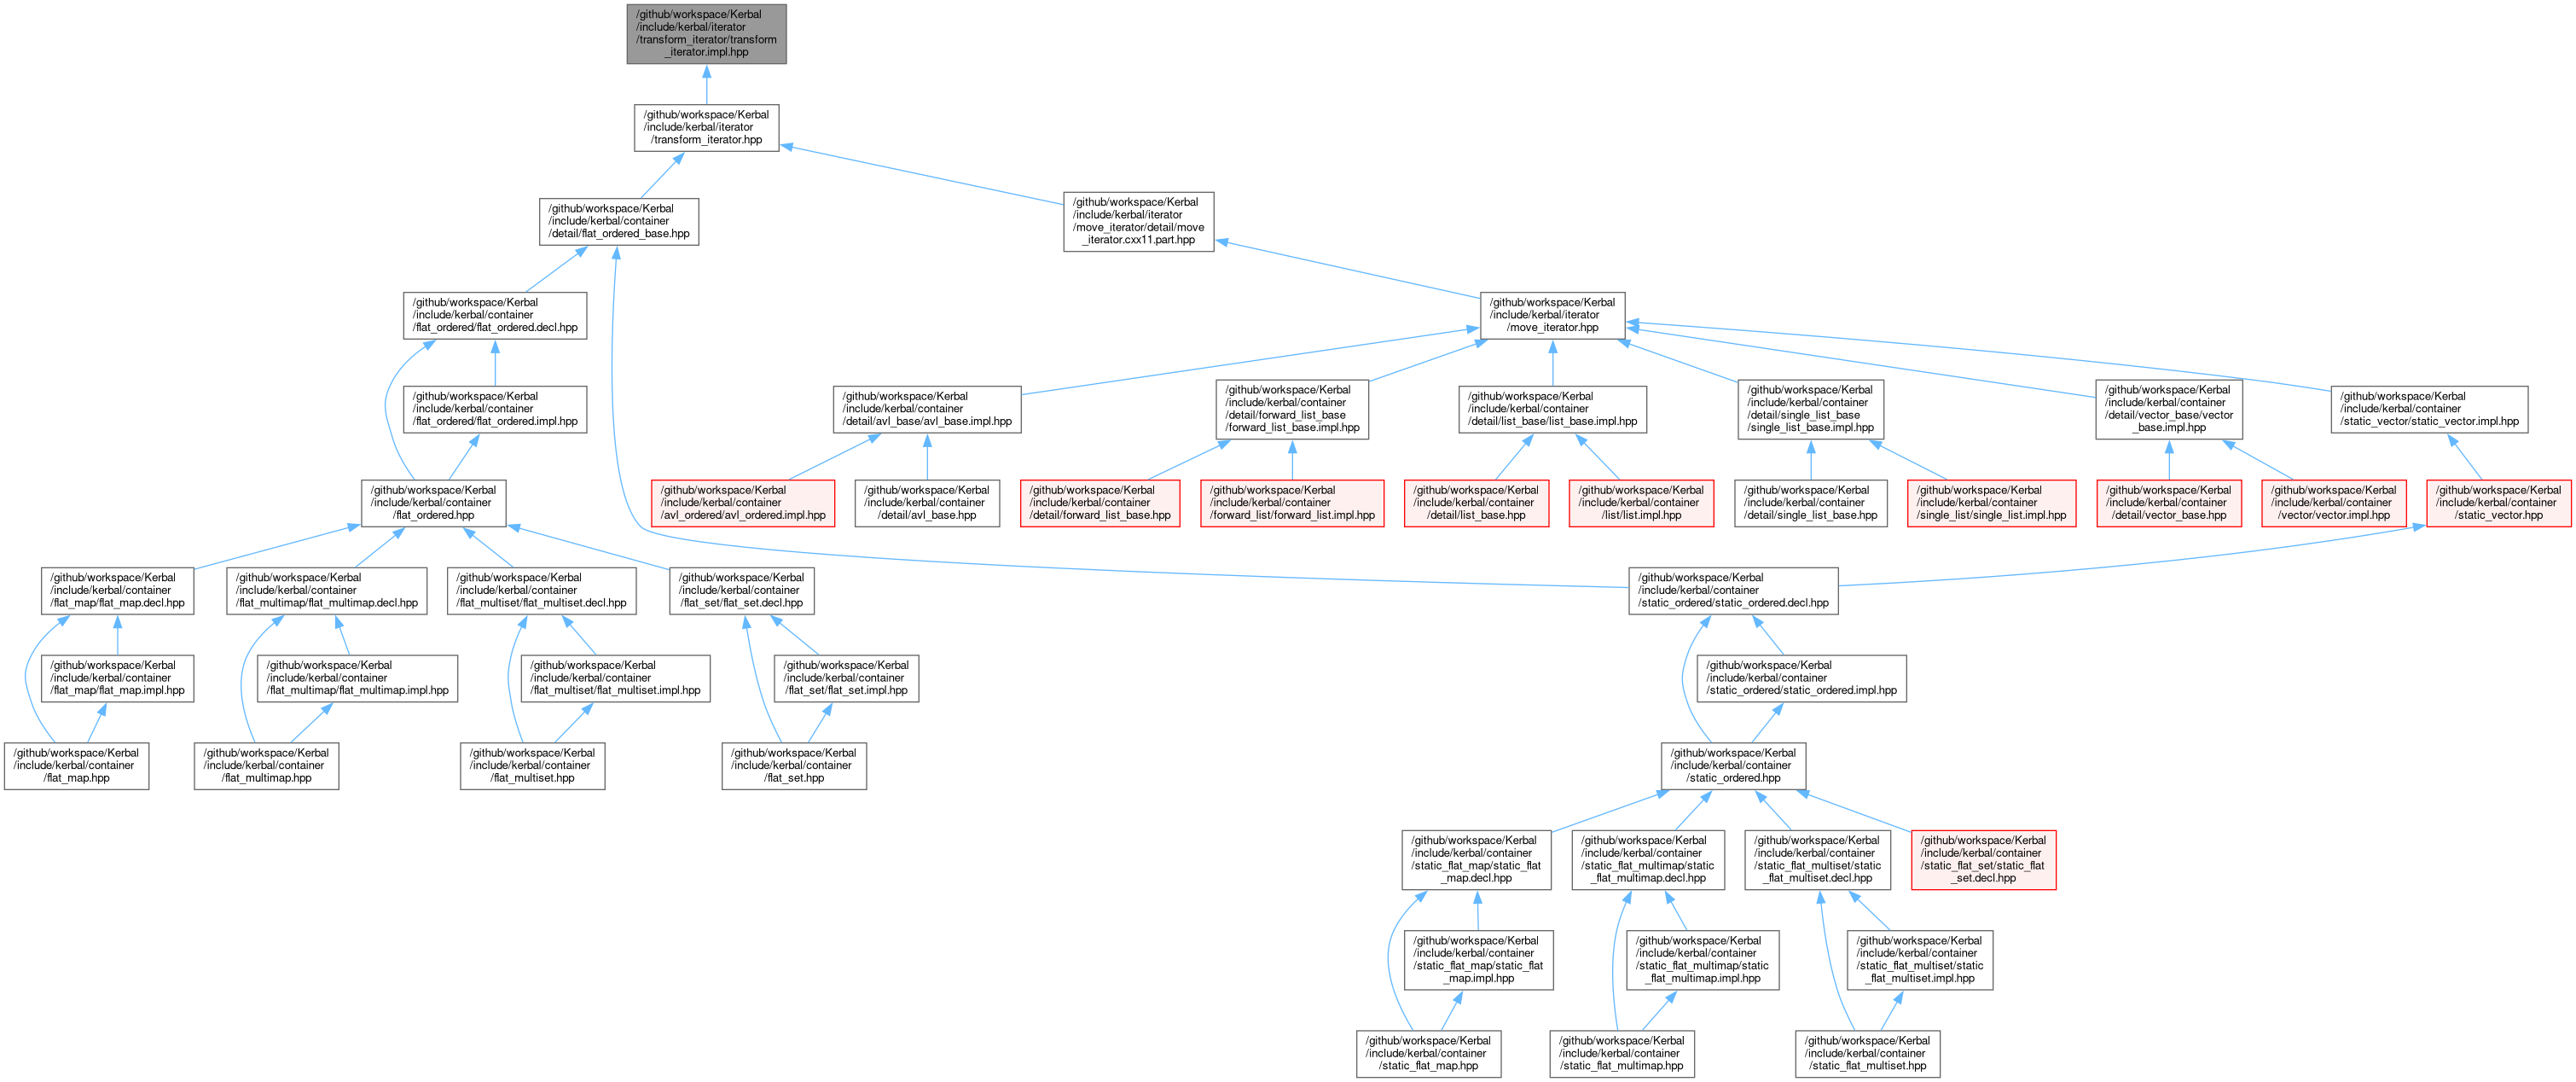 /github/workspace/Kerbal
/include/kerbal/iterator
/transform_iterator/transform
_iterator.impl.hpp
/github/workspace/Kerbal
/include/kerbal/iterator
/transform_iterator.hpp
/github/workspace/Kerbal
/include/kerbal/container
/detail/flat_ordered_base.hpp
/github/workspace/Kerbal
/include/kerbal/iterator
/move_iterator/detail/move
_iterator.cxx11.part.hpp
/github/workspace/Kerbal
/include/kerbal/container
/flat_ordered/flat_ordered.decl.hpp
/github/workspace/Kerbal
/include/kerbal/iterator
/move_iterator.hpp
/github/workspace/Kerbal
/include/kerbal/container
/flat_ordered/flat_ordered.impl.hpp
/github/workspace/Kerbal
/include/kerbal/container
/detail/avl_base/avl_base.impl.hpp
/github/workspace/Kerbal
/include/kerbal/container
/detail/forward_list_base
/forward_list_base.impl.hpp
/github/workspace/Kerbal
/include/kerbal/container
/detail/list_base/list_base.impl.hpp
/github/workspace/Kerbal
/include/kerbal/container
/detail/single_list_base
/single_list_base.impl.hpp
/github/workspace/Kerbal
/include/kerbal/container
/detail/vector_base/vector
_base.impl.hpp
/github/workspace/Kerbal
/include/kerbal/container
/static_vector/static_vector.impl.hpp
/github/workspace/Kerbal
/include/kerbal/container
/flat_ordered.hpp
/github/workspace/Kerbal
/include/kerbal/container
/avl_ordered/avl_ordered.impl.hpp
/github/workspace/Kerbal
/include/kerbal/container
/detail/avl_base.hpp
/github/workspace/Kerbal
/include/kerbal/container
/detail/forward_list_base.hpp
/github/workspace/Kerbal
/include/kerbal/container
/forward_list/forward_list.impl.hpp
/github/workspace/Kerbal
/include/kerbal/container
/detail/list_base.hpp
/github/workspace/Kerbal
/include/kerbal/container
/list/list.impl.hpp
/github/workspace/Kerbal
/include/kerbal/container
/detail/single_list_base.hpp
/github/workspace/Kerbal
/include/kerbal/container
/single_list/single_list.impl.hpp
/github/workspace/Kerbal
/include/kerbal/container
/detail/vector_base.hpp
/github/workspace/Kerbal
/include/kerbal/container
/vector/vector.impl.hpp
/github/workspace/Kerbal
/include/kerbal/container
/static_vector.hpp
/github/workspace/Kerbal
/include/kerbal/container
/flat_map/flat_map.decl.hpp
/github/workspace/Kerbal
/include/kerbal/container
/flat_multimap/flat_multimap.decl.hpp
/github/workspace/Kerbal
/include/kerbal/container
/flat_multiset/flat_multiset.decl.hpp
/github/workspace/Kerbal
/include/kerbal/container
/flat_set/flat_set.decl.hpp
/github/workspace/Kerbal
/include/kerbal/container
/static_ordered/static_ordered.decl.hpp
/github/workspace/Kerbal
/include/kerbal/container
/flat_map/flat_map.impl.hpp
/github/workspace/Kerbal
/include/kerbal/container
/flat_multimap/flat_multimap.impl.hpp
/github/workspace/Kerbal
/include/kerbal/container
/flat_multiset/flat_multiset.impl.hpp
/github/workspace/Kerbal
/include/kerbal/container
/flat_set/flat_set.impl.hpp
/github/workspace/Kerbal
/include/kerbal/container
/static_ordered/static_ordered.impl.hpp
/github/workspace/Kerbal
/include/kerbal/container
/flat_map.hpp
/github/workspace/Kerbal
/include/kerbal/container
/flat_multimap.hpp
/github/workspace/Kerbal
/include/kerbal/container
/flat_multiset.hpp
/github/workspace/Kerbal
/include/kerbal/container
/flat_set.hpp
/github/workspace/Kerbal
/include/kerbal/container
/static_ordered.hpp
/github/workspace/Kerbal
/include/kerbal/container
/static_flat_map/static_flat
_map.decl.hpp
/github/workspace/Kerbal
/include/kerbal/container
/static_flat_multimap/static
_flat_multimap.decl.hpp
/github/workspace/Kerbal
/include/kerbal/container
/static_flat_multiset/static
_flat_multiset.decl.hpp
/github/workspace/Kerbal
/include/kerbal/container
/static_flat_set/static_flat
_set.decl.hpp
/github/workspace/Kerbal
/include/kerbal/container
/static_flat_map/static_flat
_map.impl.hpp
/github/workspace/Kerbal
/include/kerbal/container
/static_flat_multimap/static
_flat_multimap.impl.hpp
/github/workspace/Kerbal
/include/kerbal/container
/static_flat_multiset/static
_flat_multiset.impl.hpp
/github/workspace/Kerbal
/include/kerbal/container
/static_flat_map.hpp
/github/workspace/Kerbal
/include/kerbal/container
/static_flat_multimap.hpp
/github/workspace/Kerbal
/include/kerbal/container
/static_flat_multiset.hpp